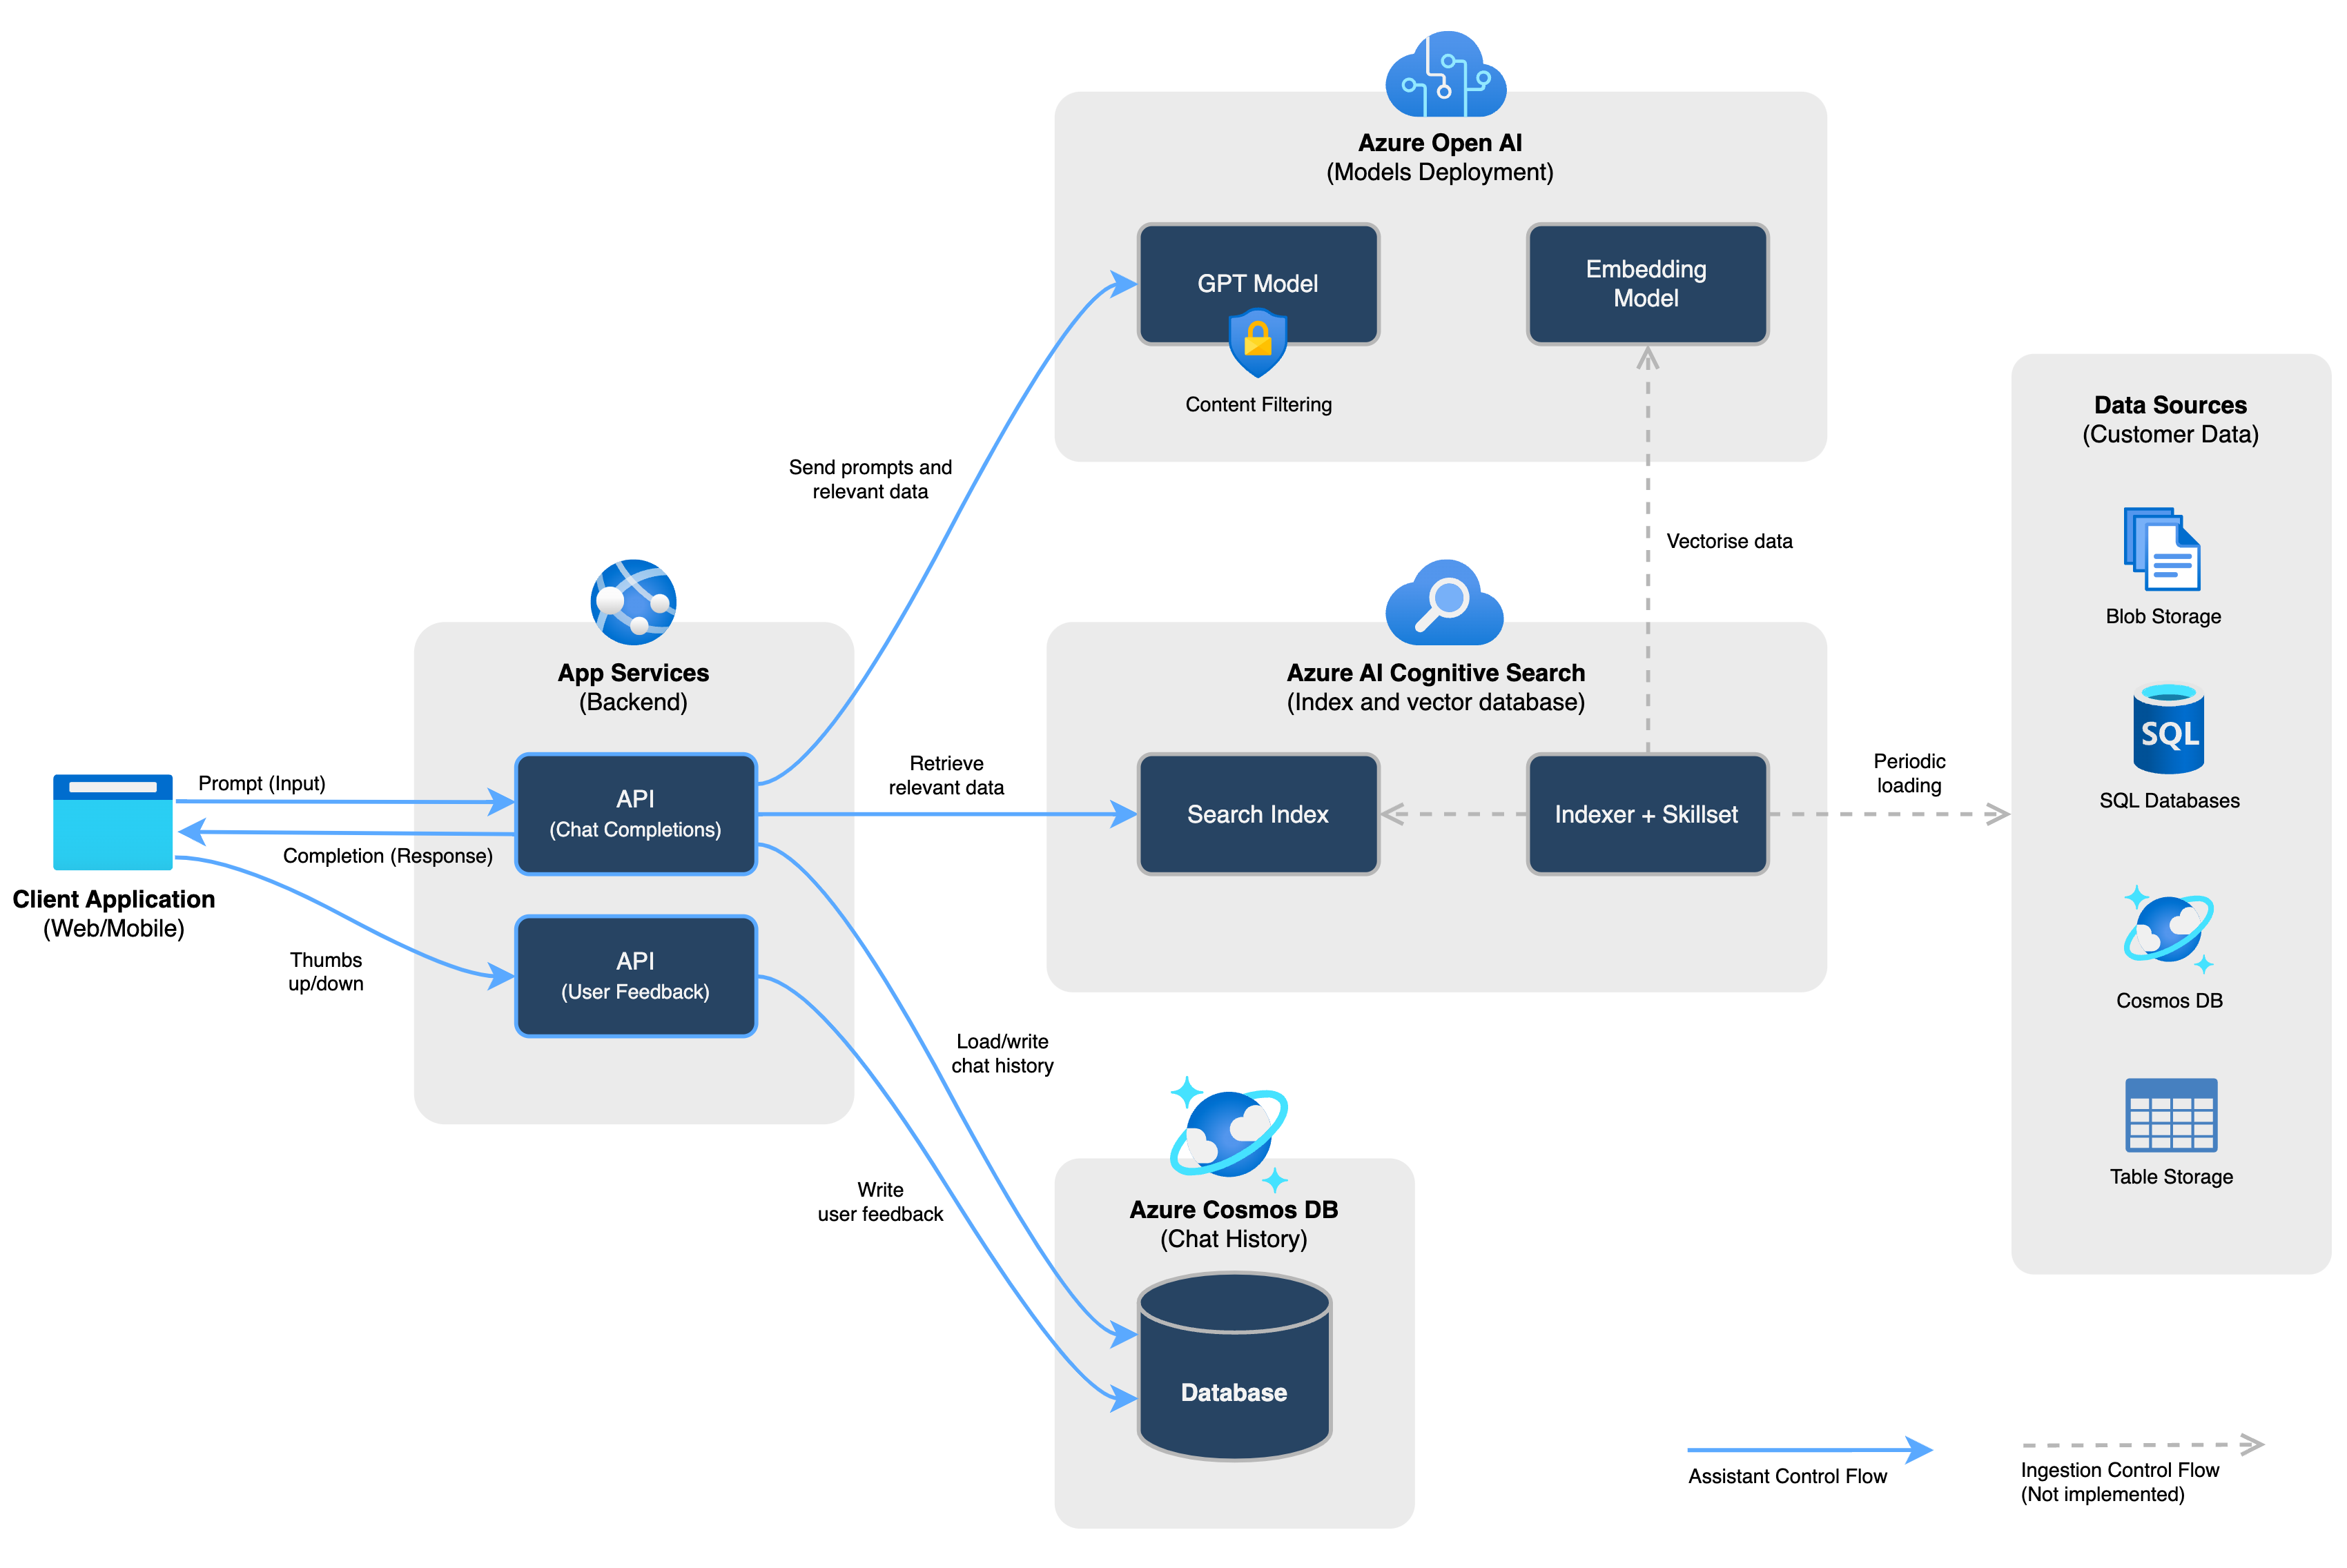 Azure Open AI
(Models Deployment)
GPT Model
Content Filtering
Embedding
Model
Send prompts and
relevant data
Vectorise data
Data Sources
(Customer Data)
Blob Storage
SQL
SQL Databases
Cosmos DB
Table Storage
App Services
(Backend)
API
(Chat Completions)
API
(User Feedback)
Prompt (Input)
Completion (Response)
Client Application
(Web/Mobile)
Thumbs
up/down
Retrieve
relevant data
Azure AI Cognitive Search
(Index and vector database)
Search Index
Indexer + Skillset
Periodic
loading
Load/write
chat history
Write
user feedback
Azure Cosmos DB
(Chat History)
Database
Assistant Control Flow
Ingestion Control Flow
(Not implemented)